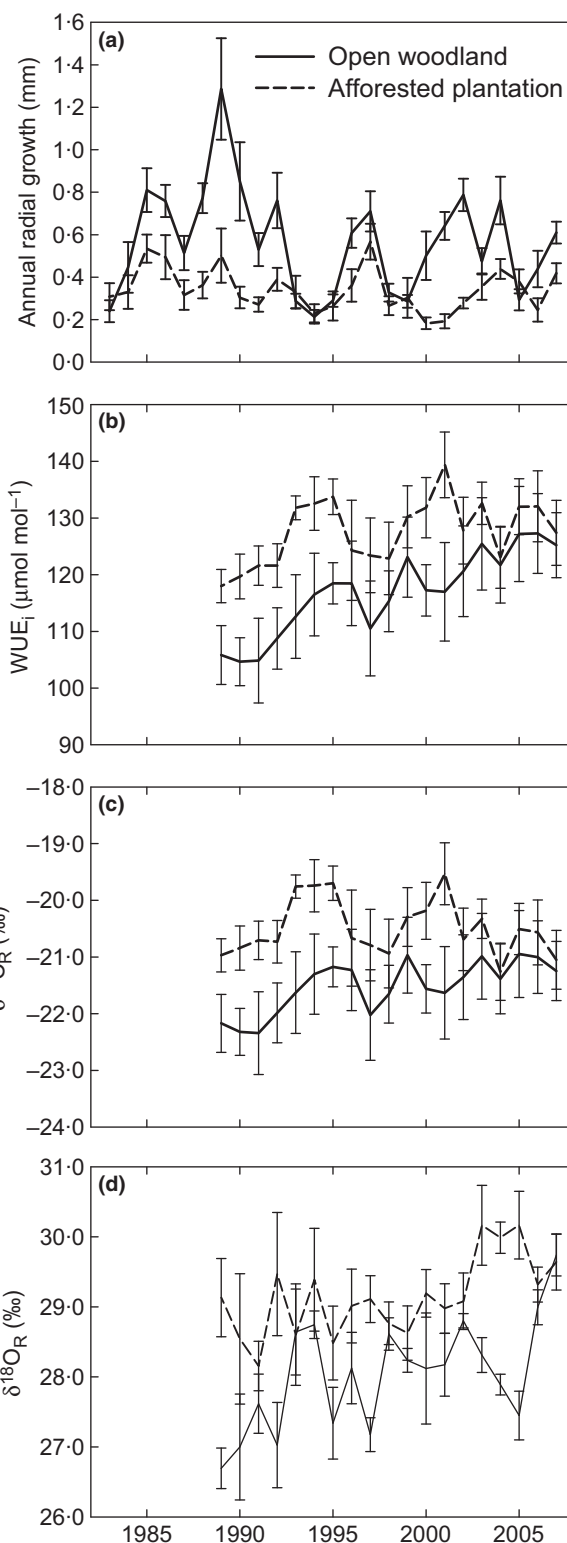 (a)
Open woodland
Afforested plantation
Annual radial growth (mm)
1·6
1·4
1·2
1·0
0·8
0·6
0·4
0·2
0·0
(b)
WUEi (μmol mol−1)
150
140
130
120
110
100
90
(c)
CR (‰)
−18·0
−19·0
−20·0
−21·0
−22·0
−23·0
−24·0
(d)
δ18OR (‰)
31·0
30·0
29·0
28·0
27·0
26·0
1985 1990 1995 2000 2005